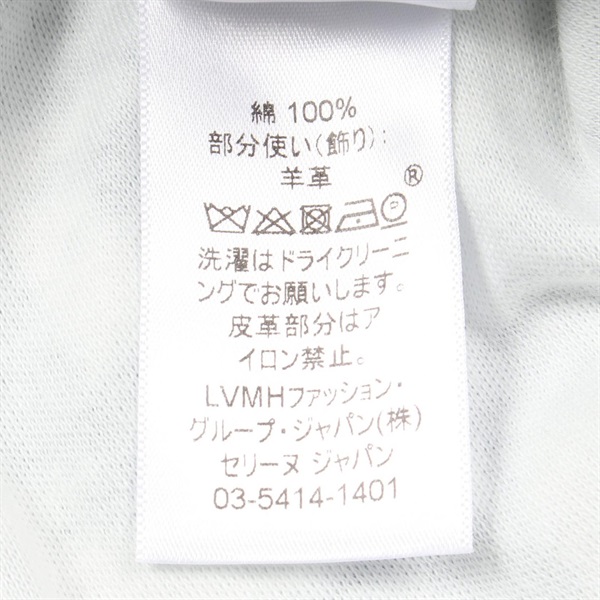 綿 100%
部分使い(飾り):
羊革
®
洗濯はドライクリーニ
ングでお願いします。
皮革部分はア
イロン禁止。
LVMHファッション・
グループ・ジャパン(株)
セリーヌ ジャパン
03-5414-1401